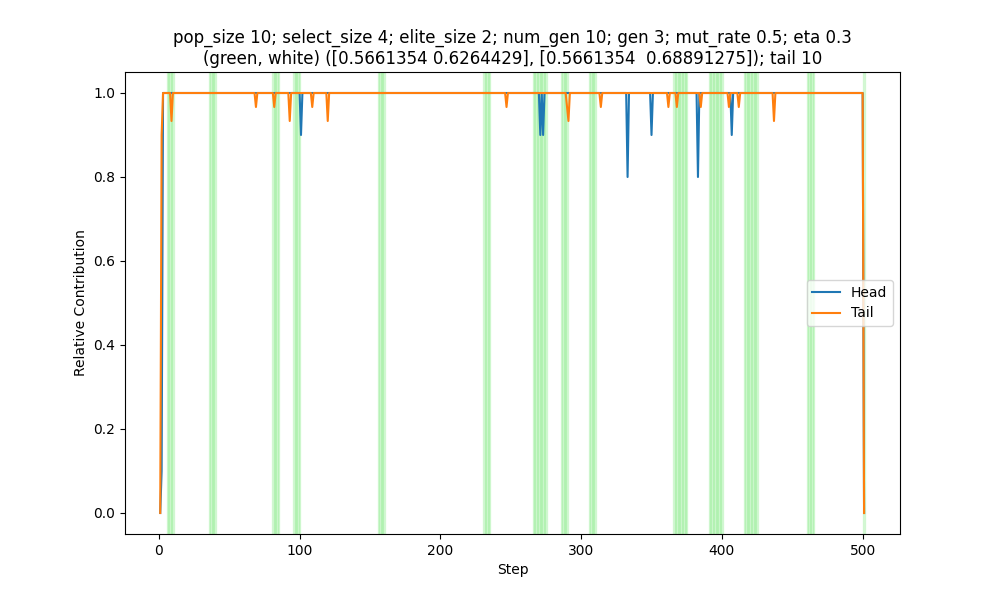 pop_size 10; select_size 4; elite_size 2; num_gen 10; gen 3; mut_rate 0.5; eta 0.3
(green, white) ([0.5661354 0.6264429], [0.5661354  0.68891275]); tail 10
1.0
0.8
0.6
0.4
0.2
0.0
Relative Contribution
Head
Tail
0
100
200
300
400
500
Step